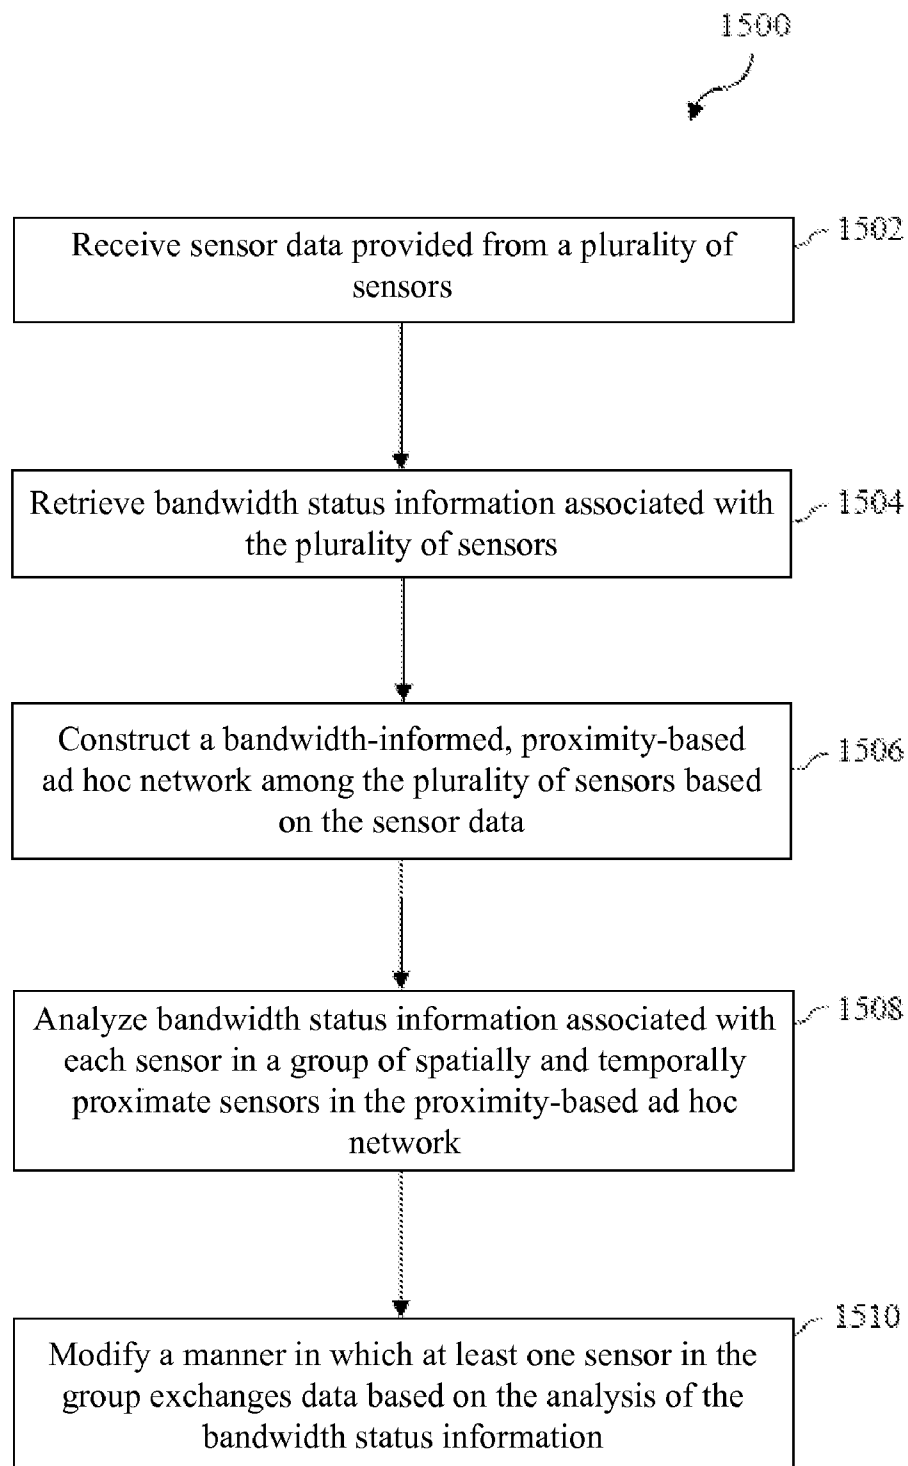 1500
Receive sensor data provided from a plurality of
sensors
1502
Retrieve bandwidth status information associated with
the plurality of sensors
1504
Construct a bandwidth-informed, proximity-based
ad hoc network among the plurality of sensors based
on the sensor data
1506
Analyze bandwidth status information associated with
each sensor in a group of spatially and temporally
proximate sensors in the proximity-based ad hoc
network
1508
Modify a manner in which at least one sensor in the
group exchanges data based on the analysis of the
bandwidth status information
1510